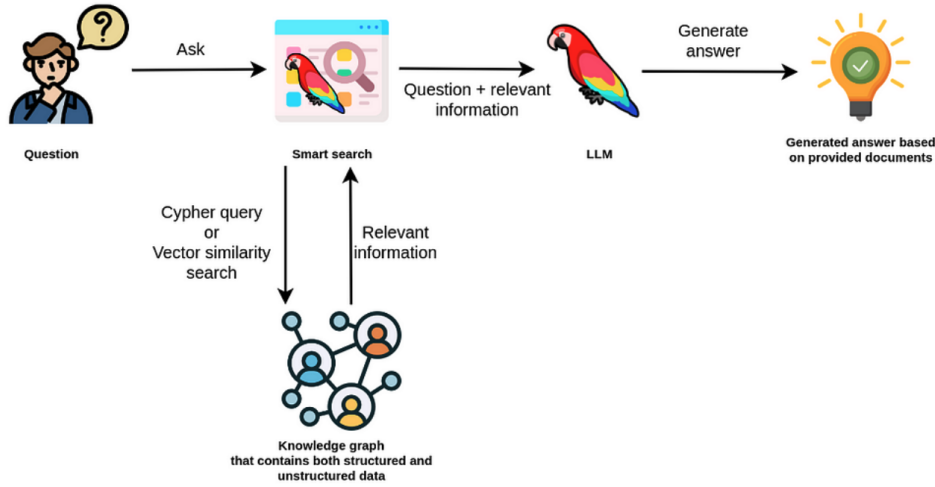 ?
Ask
Generate
answer
Question + relevant
information
Question
Smart search
LLM
Generated answer based
on provided documents
Cypher query
or
Vector similarity
search
Relevant
information
Knowledge graph
that contains both structured and
unstructured data